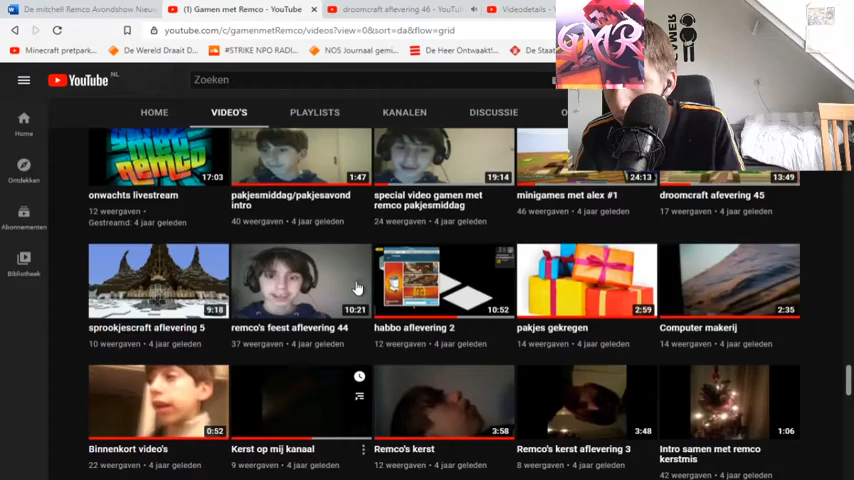 De mitchell Remco Avondshow Nieuw
(1) Gamen met Remco - YouTube
droomcraft aflevering 46 - YouTu
Videodetails - 
youtube.com/c/gamenmetRemco/videos?view=0&sort=da&flow=grid
Minecraft pretpark...
De Wereld Draait D...
#STRIKE NPO RADI...
NOS Journaal gemi...
De Heer Ontwaakt!...
De Staat
GMR
GAMER
YouTube NL
Zoeken
HOME
VIDEO'S
PLAYLISTS
KANALEN
DISCUSSIE
Home
Ontdekken
Abonnementen
Bibliotheek
GAMEN MET REMCO
17:03
1:47
19:14
24:13
13:49
onwachts livestream
12 weergaven •
Gestreamd: 4 jaar geleden
pakjesmiddag/pakjesavond
intro
40 weergaven • 4 jaar geleden
special video gamen met
remco pakjesmiddag
24 weergaven • 4 jaar geleden
minigames met alex #1
46 weergaven • 4 jaar geleden
droomcraft afevering 45
17 weergaven • 4 jaar geleden
9:18
10:21
10:52
2:59
2:35
sprookjescraft aflevering 5
10 weergaven • 4 jaar geleden
remco's feest aflevering 44
37 weergaven • 4 jaar geleden
habbo aflevering 2
12 weergaven • 4 jaar geleden
pakjes gekregen
14 weergaven • 4 jaar geleden
Computer makerij
14 weergaven • 4 jaar geleden
0:52
3:58
3:48
1:06
Binnenkort video's
22 weergaven • 4 jaar geleden
Kerst op mij kanaal
9 weergaven • 4 jaar geleden
Remco's kerst
12 weergaven • 4 jaar geleden
Remco's kerst aflevering 3
8 weergaven • 4 jaar geleden
Intro samen met remco
kerstmis
42 weergaven • 4 jaar geleden